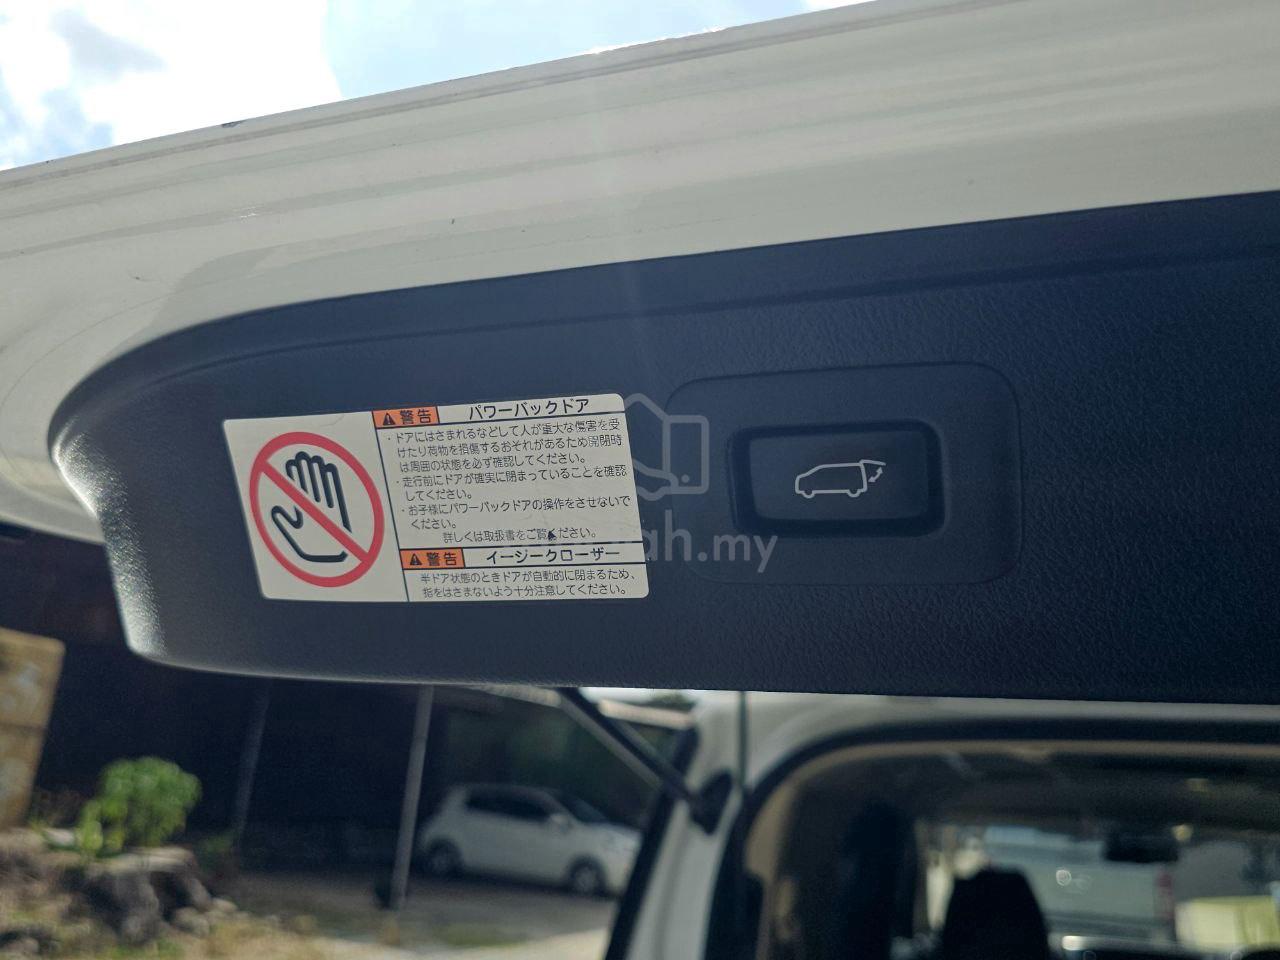 警告 パワーバックドア
・ドアにはさまれるなどして人が重大な傷害を受
けたり荷物を損傷するおそれがあるため開閉時
は周囲の状態を必ず確認してください。
・走行前にドアが確実に閉まっていることを確認
してください。
・お子様にパワーバックドアの操作をさせないで
ください。
詳しくは取扱書をご覧ください。
警告 イージークローザー
半ドア状態のときドアが自動的に閉まるため、
指をはさまないよう十分注意してください。
ah.my